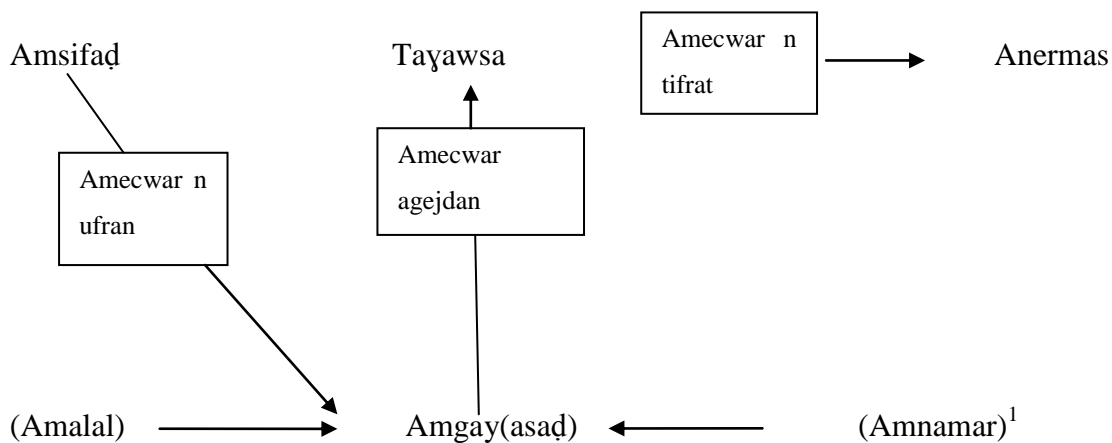 Amsifaḍ
Taɣawsa
Amecwar n
tifrat
Anermas
Amecwar n
ufran
Amecwar
agejdan
(Amalal)
Amgay(asaḍ)
(Amnamar)1